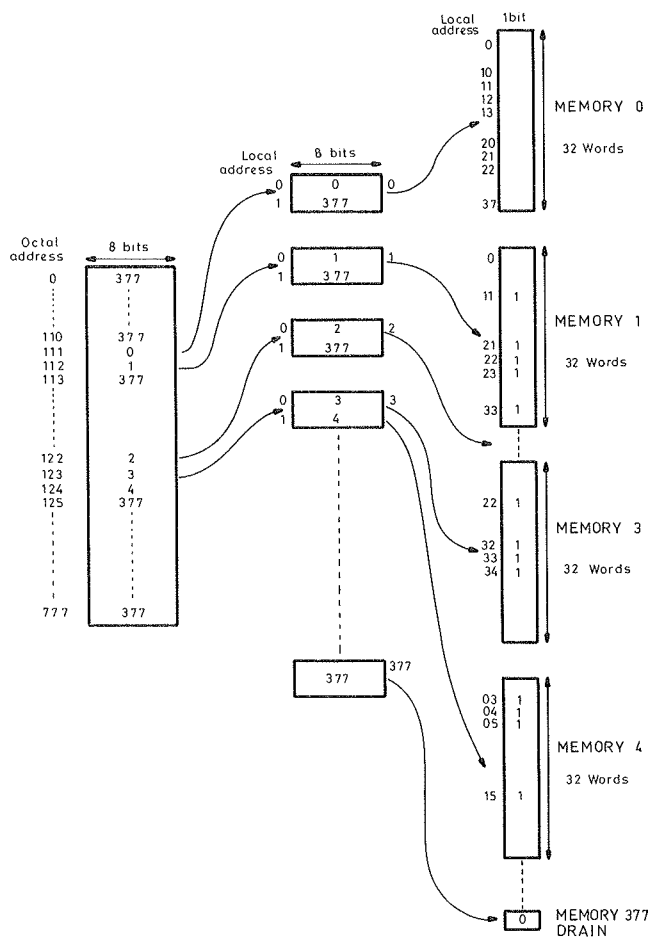 Octal
address
8 bits
0 377
110 377
111 0
112 1
113 377
122 2
123 3
124 4
125 377
777 377
Local
address
8 bits
0 0 0
1 377
0 1 1
1 377
0 2 2
1 377
0 3 3
1 4
377 377
Local
address
1bit
0
10
11
12
13
20
21
22
37
MEMORY 0
32 Words
0
11 1
21 1
22 1
23 1
33 1
MEMORY 1
32 Words
22 1
32 1
33 1
34 1
MEMORY 3
32 Words
03 1
04 1
05 1
15 1
MEMORY 4
32 Words
0
MEMORY 377
DRAIN